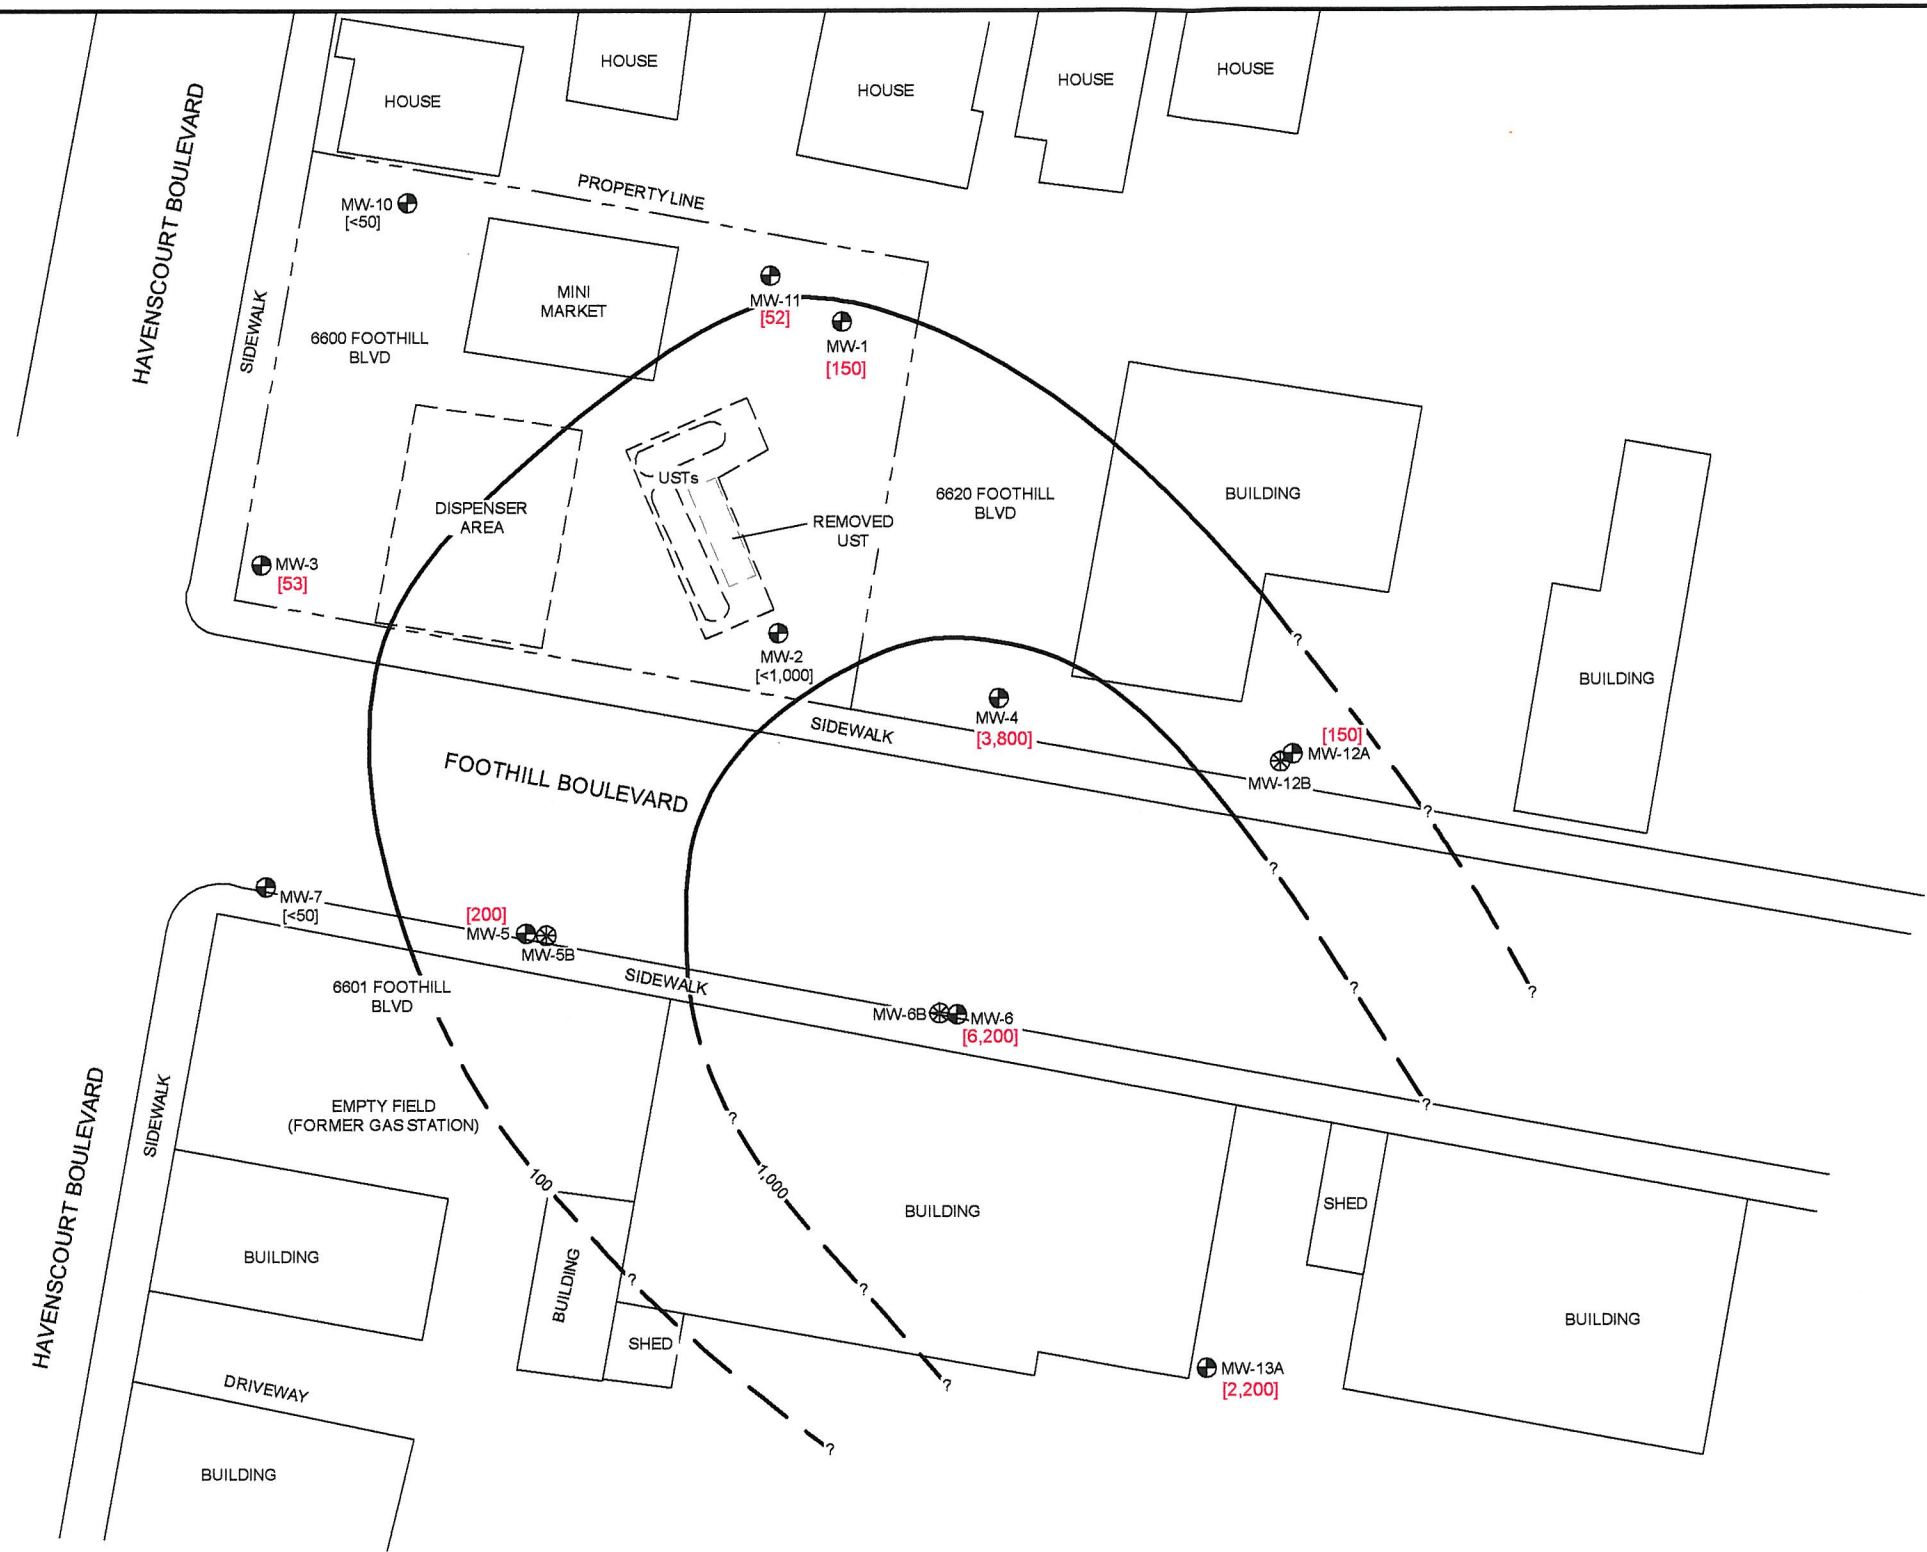 HOUSE
HOUSE
HOUSE
HOUSE
HOUSE
HAVENSCOURT BOULEVARD
PROPERTY LINE
MW-10
[<50]
SIDEWALK
6600 FOOTHILL
BLVD
MINI
MARKET
MW-11
[52]
MW-1
[150]
USTs
REMOVED
UST
DISPENSER
AREA
6620 FOOTHILL
BLVD
BUILDING
BUILDING
MW-3
[53]
MW-2
[<1,000]
?
SIDEWALK
MW-4
[3,800]
[150]
MW-12A
MW-12B
?
FOOTHILL BOULEVARD
?
MW-7
[<50]
[200]
MW-5
MW-5B
SIDEWALK
6601 FOOTHILL
BLVD
MW-6B
MW-6
[6,200]
?
?
?
HAVENSCOURT BOULEVARD
SIDEWALK
EMPTY FIELD
(FORMER GAS STATION)
?
100
1,000
BUILDING
SHED
BUILDING
BUILDING
?
?
BUILDING
SHED
?
MW-13A
[2,200]
DRIVEWAY
?
BUILDING